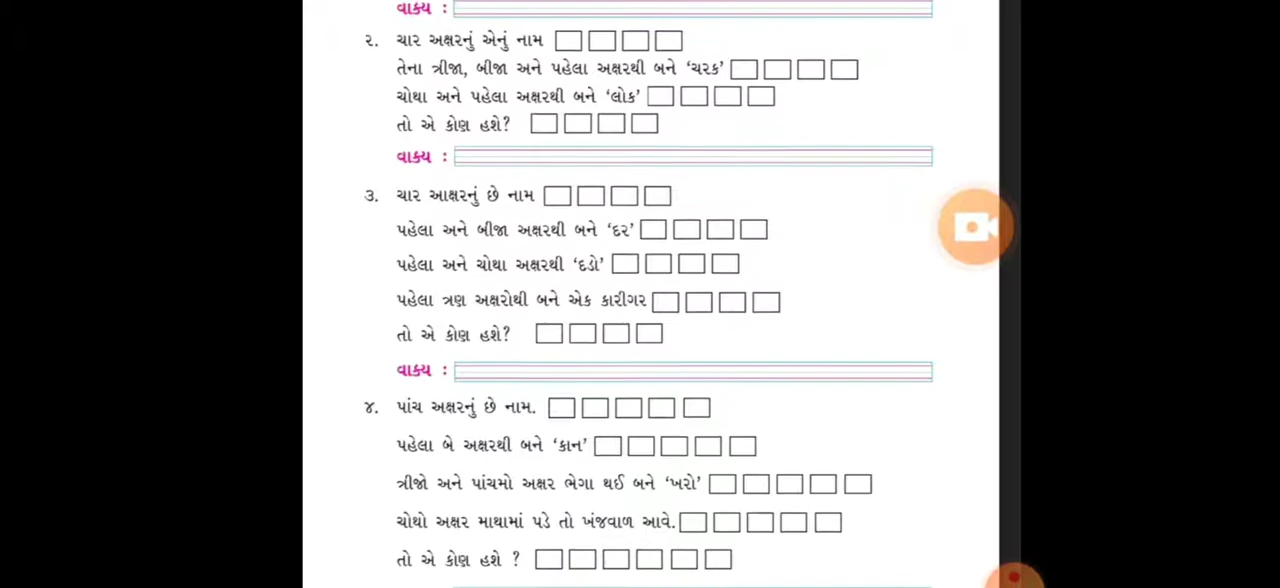 વાક્ય :
૨. ચાર અક્ષરનું એનું નામ
તેના ત્રીજા, બીજા અને પહેલા અક્ષરથી બને ‘ચરક’
ચોથા અને પહેલા અક્ષરથી બને ‘લોક’
તો એ કોણ હશે?
વાક્ય :
૩. ચાર આક્ષરનું છે નામ
પહેલા અને બીજા અક્ષરથી બને ‘દર’
પહેલા અને ચોથા અક્ષરથી ‘દડો’
પહેલા ત્રણ અક્ષરોથી બને એક કારીગર
તો એ કોણ હશે?
વાક્ય :
૪. પાંચ અક્ષરનું છે નામ.
પહેલા બે અક્ષરથી બને ‘કાન’
ત્રીજો અને પાંચમો અક્ષર ભેગા થઈ બને ‘ખરો’
ચોથો અક્ષર માથામાં પડે તો ખંજવાળ આવે.
તો એ કોણ હશે ?